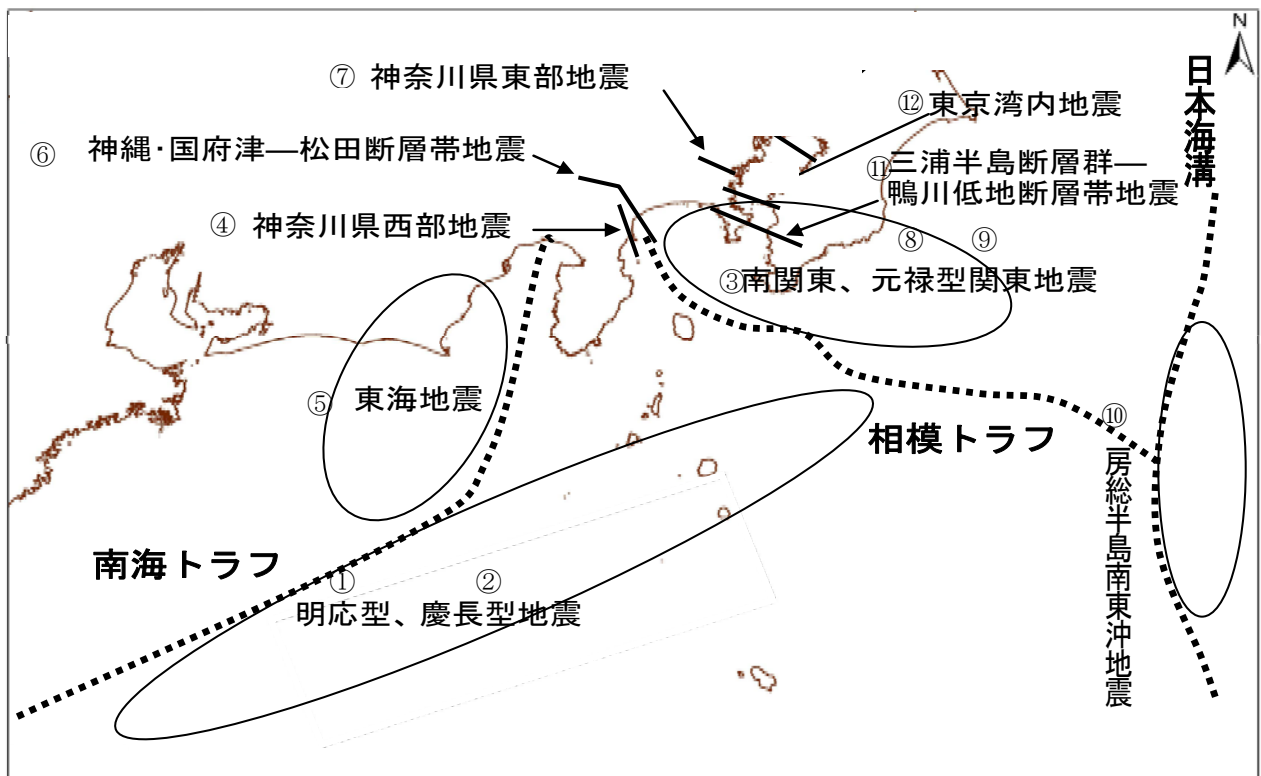 N
日本海溝
⑦ 神奈川県東部地震
⑫東京湾内地震
⑥ 神縄・国府津―松田断層帯地震
⑪三浦半島断層群―
鴨川低地断層帯地震
④ 神奈川県西部地震
⑧ ⑨
③南関東、元禄型関東地震
⑤ 東海地震
⑩
房総半島南東沖地震
相模トラフ
南海トラフ
① ②
明応型、慶長型地震